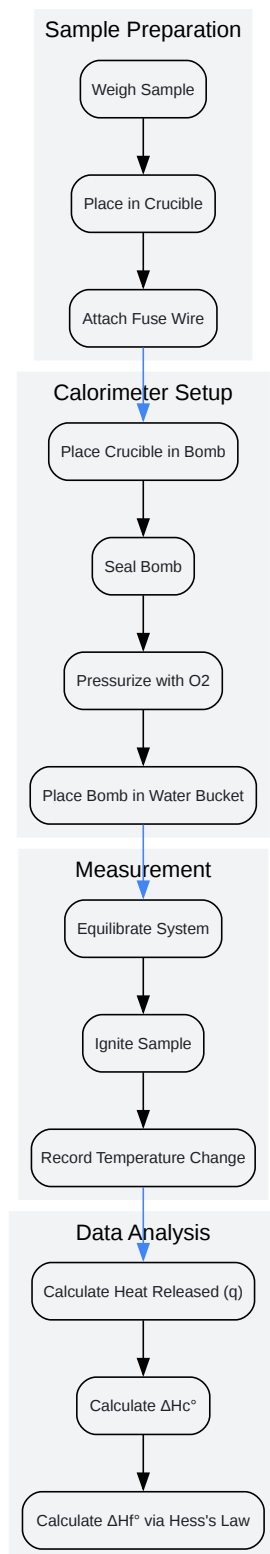 Sample Preparation
Weigh Sample
Place in Crucible
Attach Fuse Wire
Calorimeter Setup
Place Crucible in Bomb
Seal Bomb
Pressurize with O2
Place Bomb in Water Bucket
Measurement
Equilibrate System
Ignite Sample
Record Temperature Change
Data Analysis
Calculate Heat Released (q)
Calculate ΔHc°
Calculate ΔHf° via Hess's Law